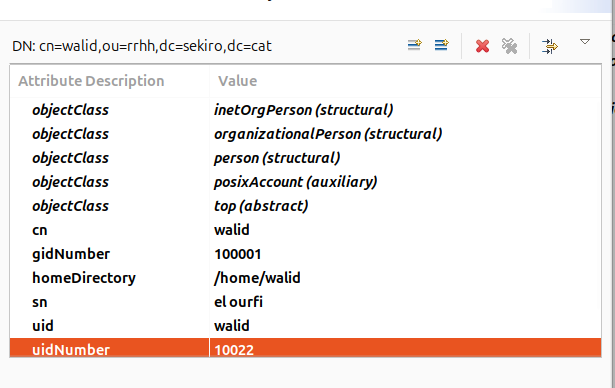 DN: cn=walid,ou=rrhh,dc=sekiro,dc=cat
Attribute Description Value
objectClass inetOrgPerson (structural)
objectClass organizationalPerson (structural)
objectClass person (structural)
objectClass posixAccount (auxiliary)
objectClass top (abstract)
cn walid
gidNumber 100001
homeDirectory /home/walid
sn el ourfi
uid walid
uidNumber 10022